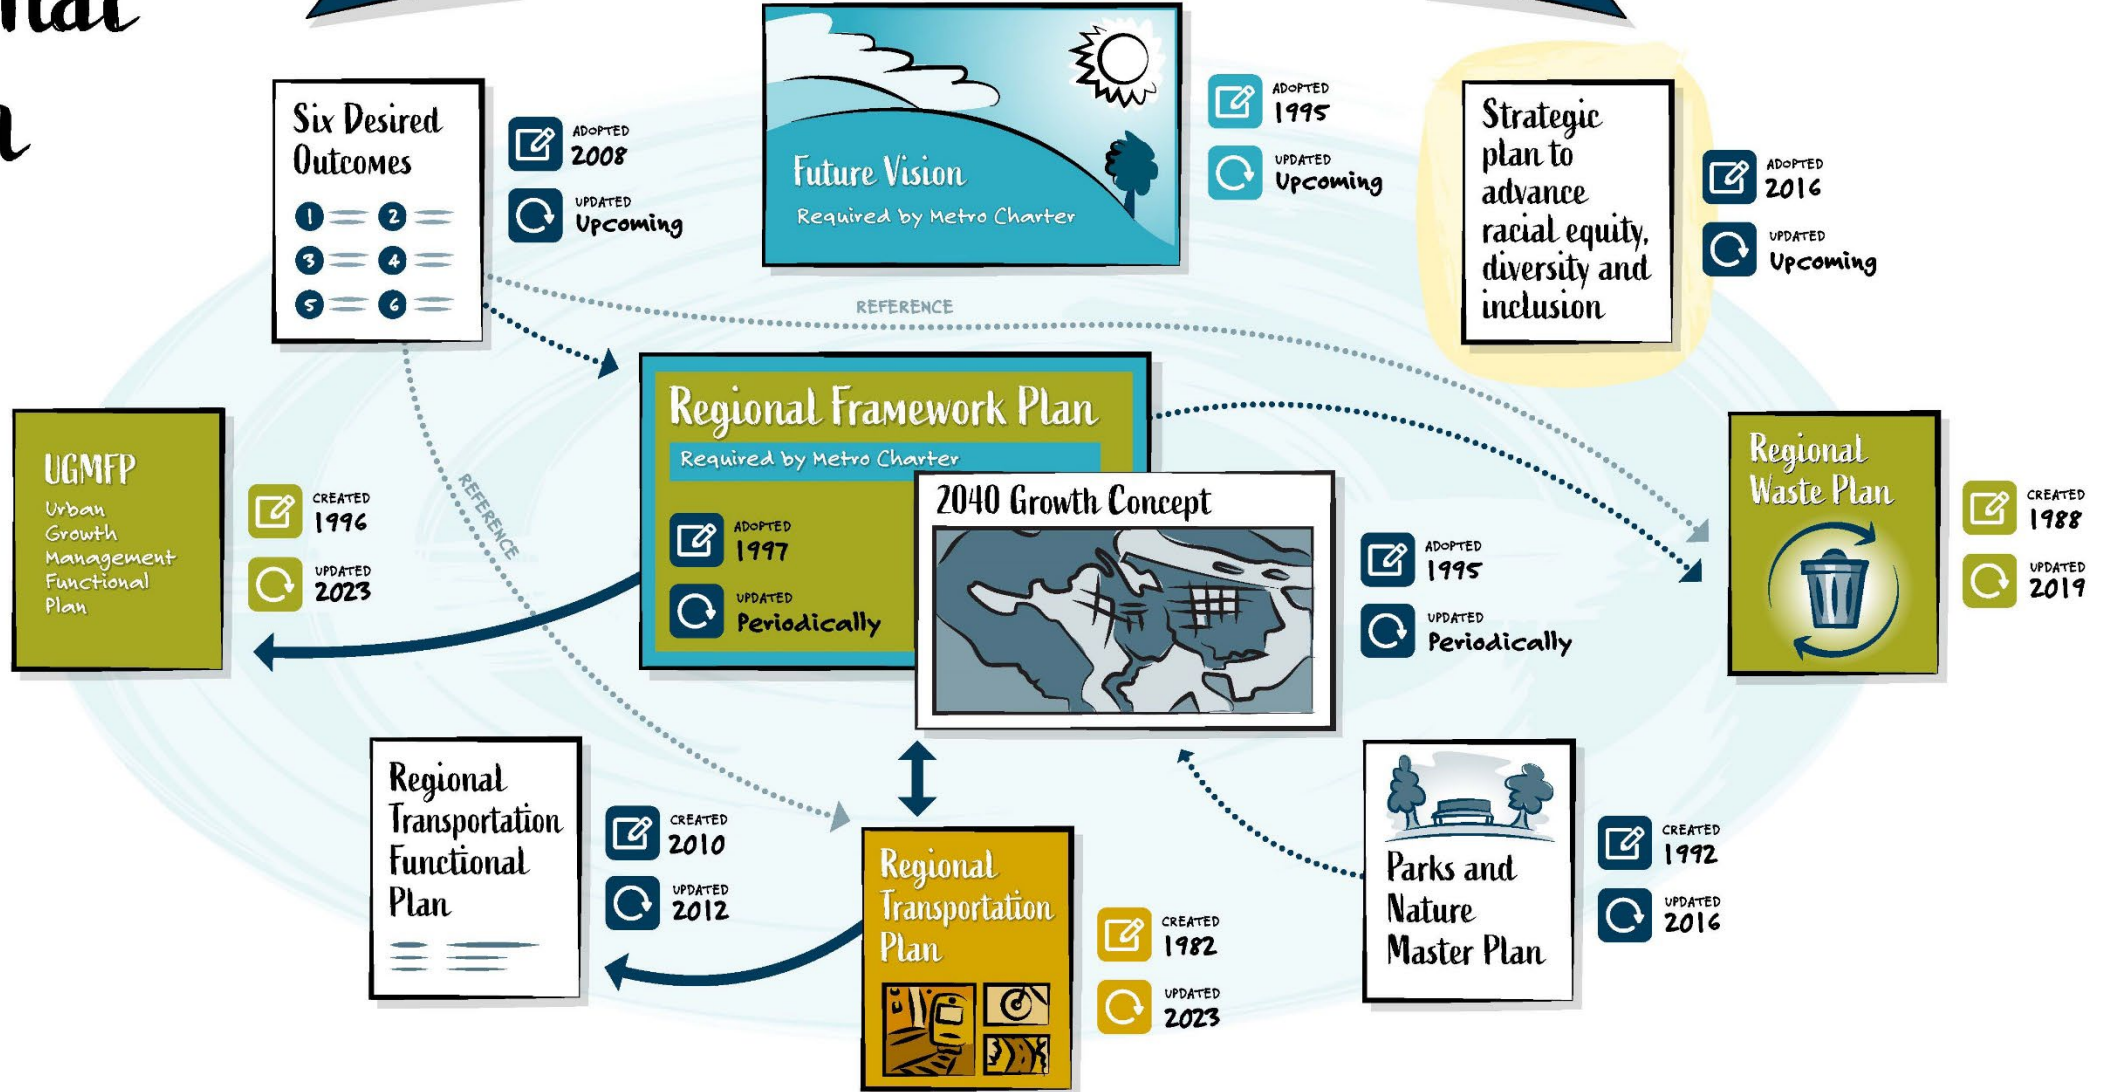 Six Desired
Outcomes
1 2
3 4
5 6
ADOPTED
2008
UPDATED
Upcoming
Future Vision
Required by Metro Charter
ADOPTED
1995
UPDATED
Upcoming
Strategic
plan to
advance
racial equity,
diversity and
inclusion
ADOPTED
2016
UPDATED
Upcoming
REFERENCE
REFERENCE
UGMFP
Urban
Growth
Management
Functional
Plan
CREATED
1996
UPDATED
2023
Regional Framework Plan
Required by Metro Charter
ADOPTED
1997
UPDATED
Periodically
2040 Growth Concept
ADOPTED
1995
UPDATED
Periodically
Regional
Waste Plan
CREATED
1988
UPDATED
2019
Regional
Transportation
Functional
Plan
CREATED
2010
UPDATED
2012
Regional
Transportation
Plan
CREATED
1982
UPDATED
2023
Parks and
Nature
Master Plan
CREATED
1992
UPDATED
2016